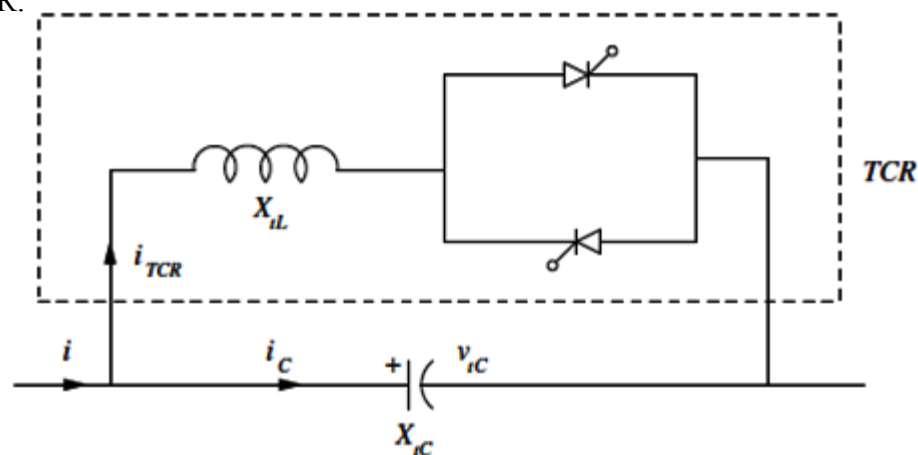 K.
X_tL
TCR
i_TCR
i
i_C
+
v_tC
X_tC